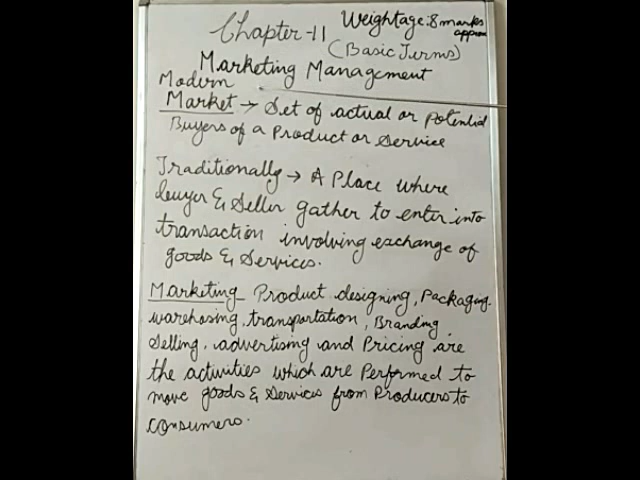 Chapter-11 Weightage: 8 marks approx
(Basic Terms)
Marketing Management
Modern
Market → Set of actual or Potential
Buyers of a Product or Service
Traditionally → A Place where
buyer & Seller gather to enter into
transaction involving exchange of
goods & Services.
Marketing Product designing, Packaging.
warehosing, transportation, Branding
Selling, advertising and Pricing are
the activities which are Performed to
move goods & Services from Producers to
consumers.